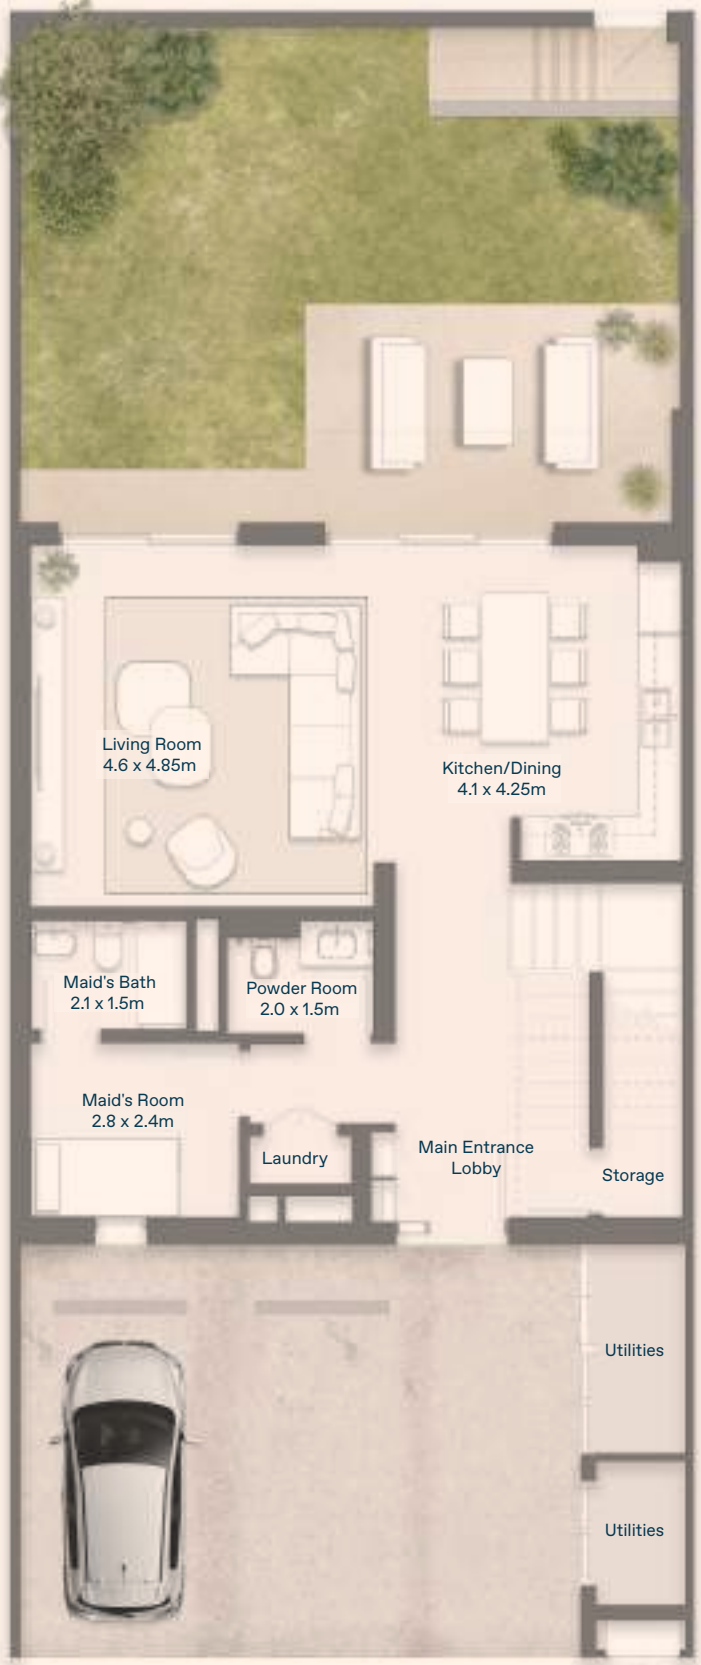 Living Room
4.6 x 4.85m
Kitchen/Dining
4.1 x 4.25m
Maid's Bath
2.1 x 1.5m
Powder Room
2.0 x 1.5m
Maid's Room
2.8 x 2.4m
Laundry
Main Entrance
Lobby
Storage
Utilities
Utilities